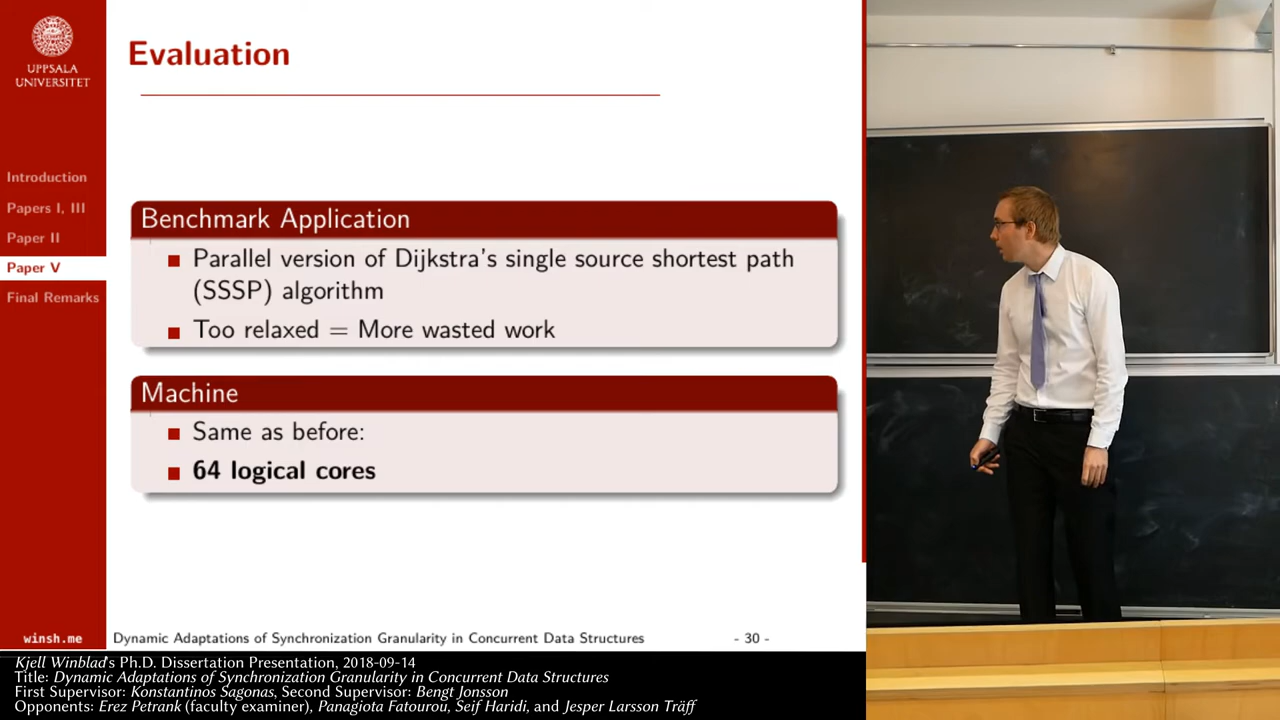 UPPSALA
UNIVERSITET
Introduction
Papers I, III
Paper II
Paper V
Final Remarks
winsh.me
Evaluation
Benchmark Application
Parallel version of Dijkstra's single source shortest path
(SSSP) algorithm
Too relaxed = More wasted work
Machine
Same as before:
64 logical cores
Dynamic Adaptations of Synchronization Granularity in Concurrent Data Structures
- 30 -
Kjell Winblad's Ph.D. Dissertation Presentation, 2018-09-14
Title: Dynamic Adaptations of Synchronization Granularity in Concurrent Data Structures
First Supervisor: Konstantinos Sagonas, Second Supervisor: Bengt Jonsson
Opponents: Erez Petrank (faculty examiner), Panagiota Fatourou, Seif Haridi, and Jesper Larsson Träff